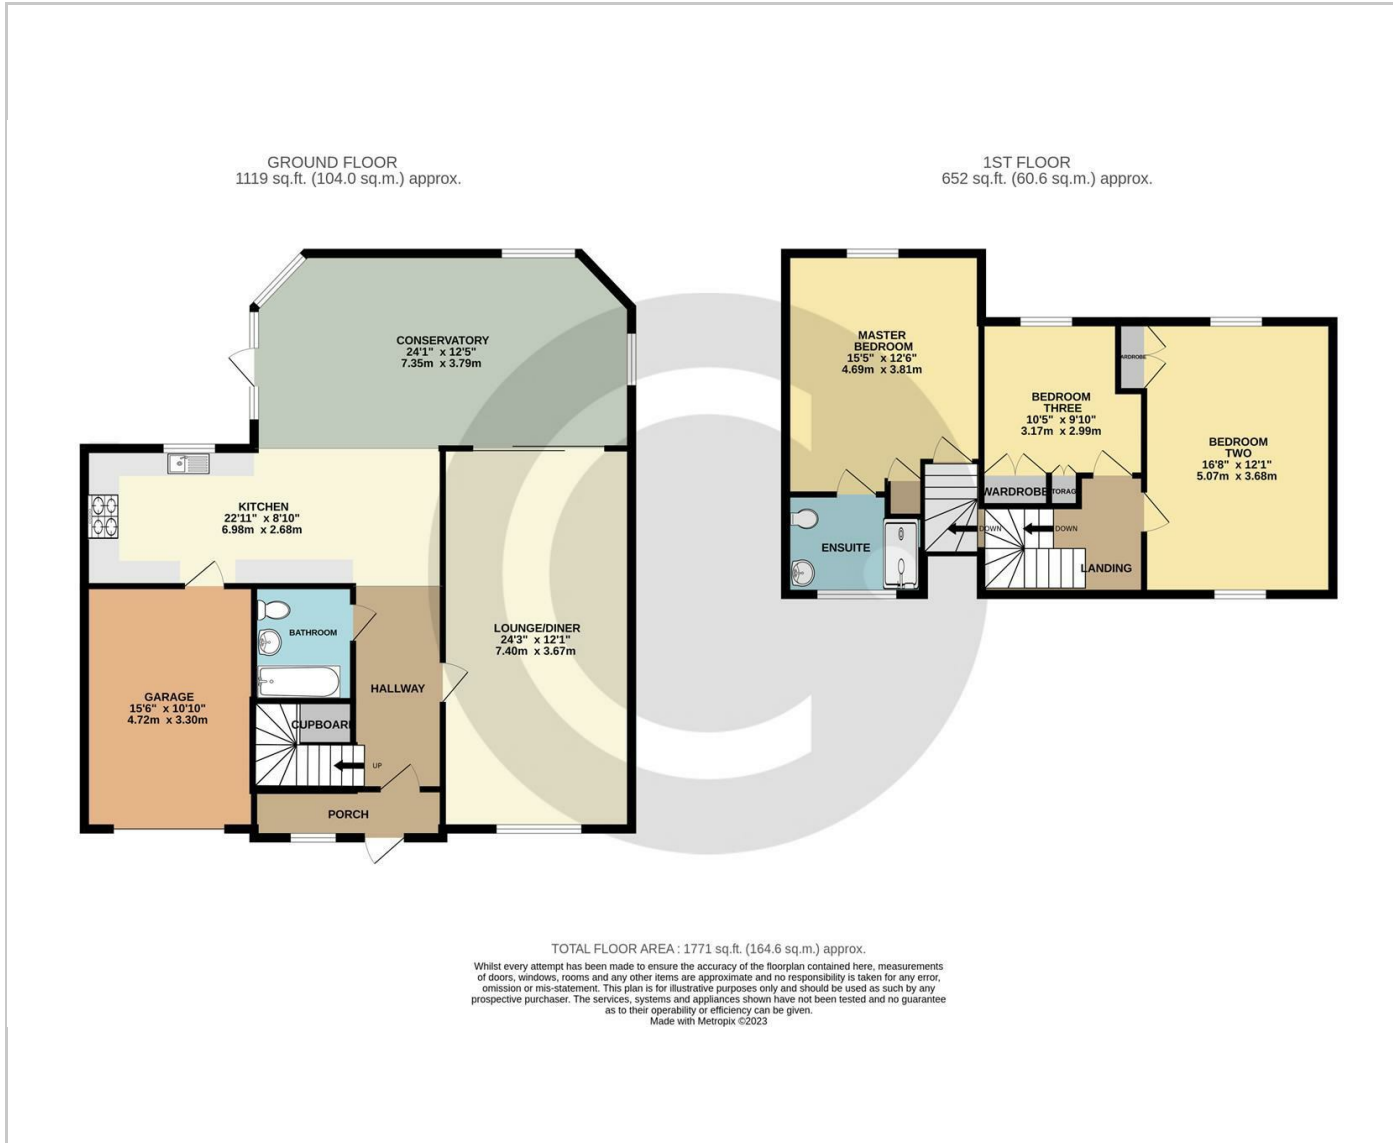 GROUND FLOOR
1119 sq.ft. (104.0 sq.m.) approx.
1ST FLOOR
652 sq.ft. (60.6 sq.m.) approx.
CONSERVATORY
24'1" x 12'5"
7.35m x 3.79m
KITCHEN
22'11" x 8'10"
6.98m x 2.68m
BATHROOM
LOUNGE/DINER
24'3" x 12'1"
7.40m x 3.67m
HALLWAY
GARAGE
15'6" x 10'10"
4.72m x 3.30m
CUPBOARD
UP
PORCH
MASTER
BEDROOM
15'5" x 12'6"
4.69m x 3.81m
ARDROBE
BEDROOM
THREE
10'5" x 9'10"
3.17m x 2.99m
BEDROOM
TWO
16'8" x 12'1"
5.07m x 3.68m
WARDROBE
TORAG
DOWN
DOWN
ENSUITE
LANDING
TOTAL FLOOR AREA : 1771 sq.ft. (164.6 sq.m.) approx.
Whilst every attempt has been made to ensure the accuracy of the floorplan contained here, measurements
of doors, windows, rooms and any other items are approximate and no responsibility is taken for any error,
omission or mis-statement. This plan is for illustrative purposes only and should be used as such by any
prospective purchaser. The services, systems and appliances shown have not been tested and no guarantee
as to their operability or efficiency can be given.
Made with Metropix ©2023